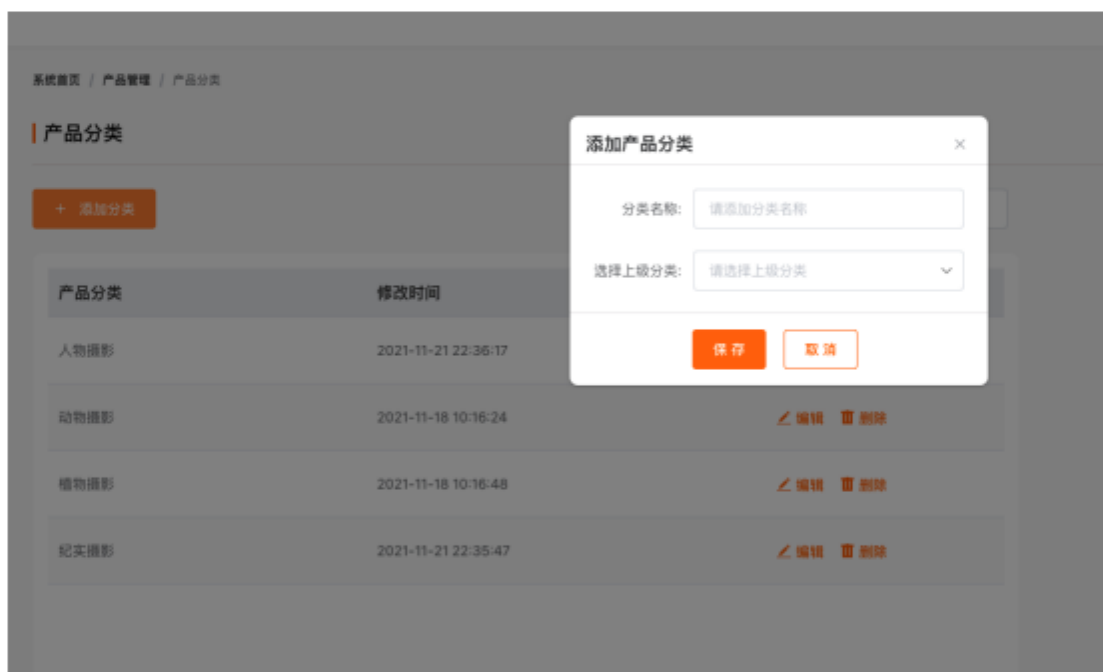 系统首页 / 产品管理 / 产品分类
产品分类
+ 添加分类
产品分类 修改时间
人物摄影 2021-11-21 22:36:17
动物摄影 2021-11-18 10:16:24 编辑 删除
植物摄影 2021-11-18 10:16:48 编辑 删除
纪实摄影 2021-11-21 22:35:47 编辑 删除
添加产品分类 ×
分类名称: 请添加分类名称
选择上级分类: 请选择上级分类
保存 取消